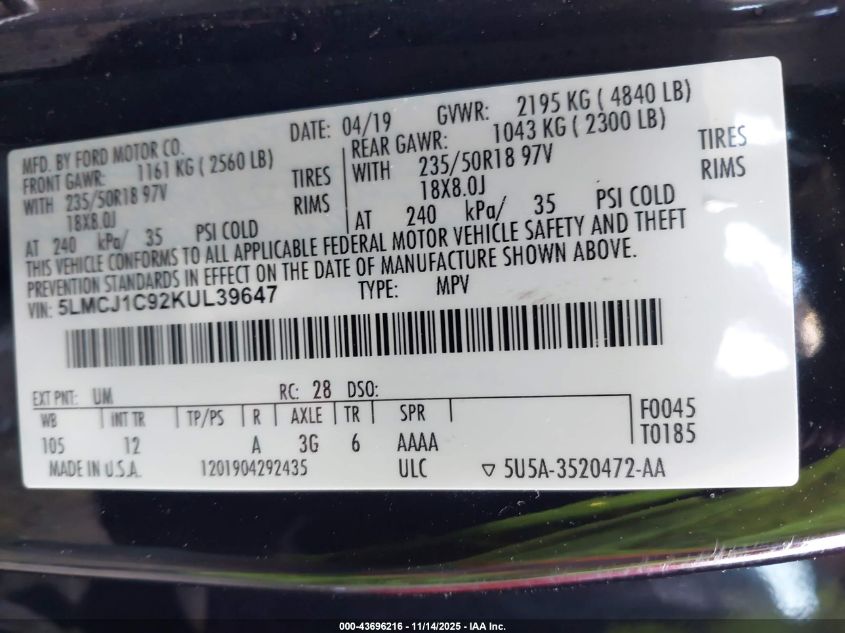 MFD. BY FORD MOTOR CO. DATE: 04/19 GVWR: 2195 KG ( 4840 LB)
FRONT GAWR: 1161 KG ( 2560 LB) REAR GAWR: 1043 KG ( 2300 LB)
WITH 235/50R18 97V TIRES WITH 235/50R18 97V TIRES
18X8.0J RIMS 18X8.0J RIMS
AT 240 kPa/ 35 PSI COLD AT 240 kPa/ 35 PSI COLD
THIS VEHICLE CONFORMS TO ALL APPLICABLE FEDERAL MOTOR VEHICLE SAFETY AND THEFT
PREVENTION STANDARDS IN EFFECT ON THE DATE OF MANUFACTURE SHOWN ABOVE.
VIN: 5LMCJ1C92KUL39647 TYPE: MPV
EXT PNT: UM RC: 28 DSO:
WB INT TR TP/PS R AXLE TR SPR F0045
105 12 A 3G 6 AAAA T0185
MADE IN U.S.A. 1201904292435 ULC ▽ 5U5A-3520472-AA
000-43696216 - 11/14/2025 - IAA Inc.